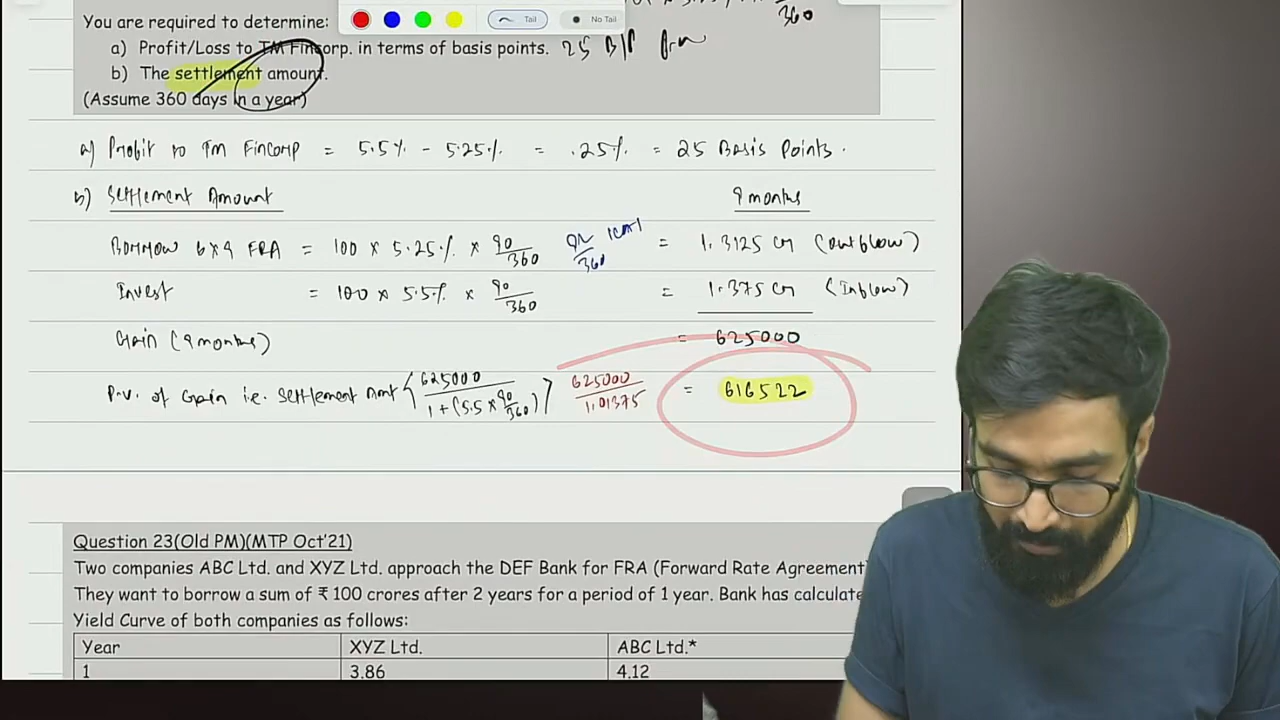 360
Tail
No Tail
You are required to determine:
a) Profit/Loss to TM Fincorp. in terms of basis points. 25 B/P
b) The settlement amount.
(Assume 360 days in a year)
a) Profit to TM Fincorp = 5.5% - 5.25% = .25% = 25 Basis Points.
b) Settlement Amount
9 months
Borrow 6x9 FRA = 100 x 5.25% x 90/360 = 1.3125 cr (outflow)
Invest = 100 x 5.5% x 90/360 = 1.375 cr (Inflow)
Gain (9 months) = 625000
P.V. of Gain i.e. Settlement Amt {625000/1+(5.5x90/360)} 625000/1.01375 = 616522
Question 23(Old PM)(MTP Oct'21)
Two companies ABC Ltd. and XYZ Ltd. approach the DEF Bank for FRA (Forward Rate Agreement
They want to borrow a sum of ₹ 100 crores after 2 years for a period of 1 year. Bank has calculate
Yield Curve of both companies as follows:
Year XYZ Ltd. ABC Ltd.*
1 3.86 4.12